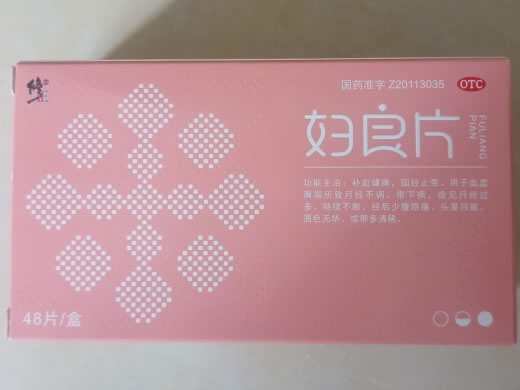 修正®
国药准字 Z20113035
OTC
妇良片
FULIANG
PIAN
功能主治：补血健脾，固经止带。用于血虚
脾弱所致月经不调、带下病，症见月经过
多、持续不断、经后少腹隐痛、头晕目眩、
面色无华，或带多清稀。
48片/盒